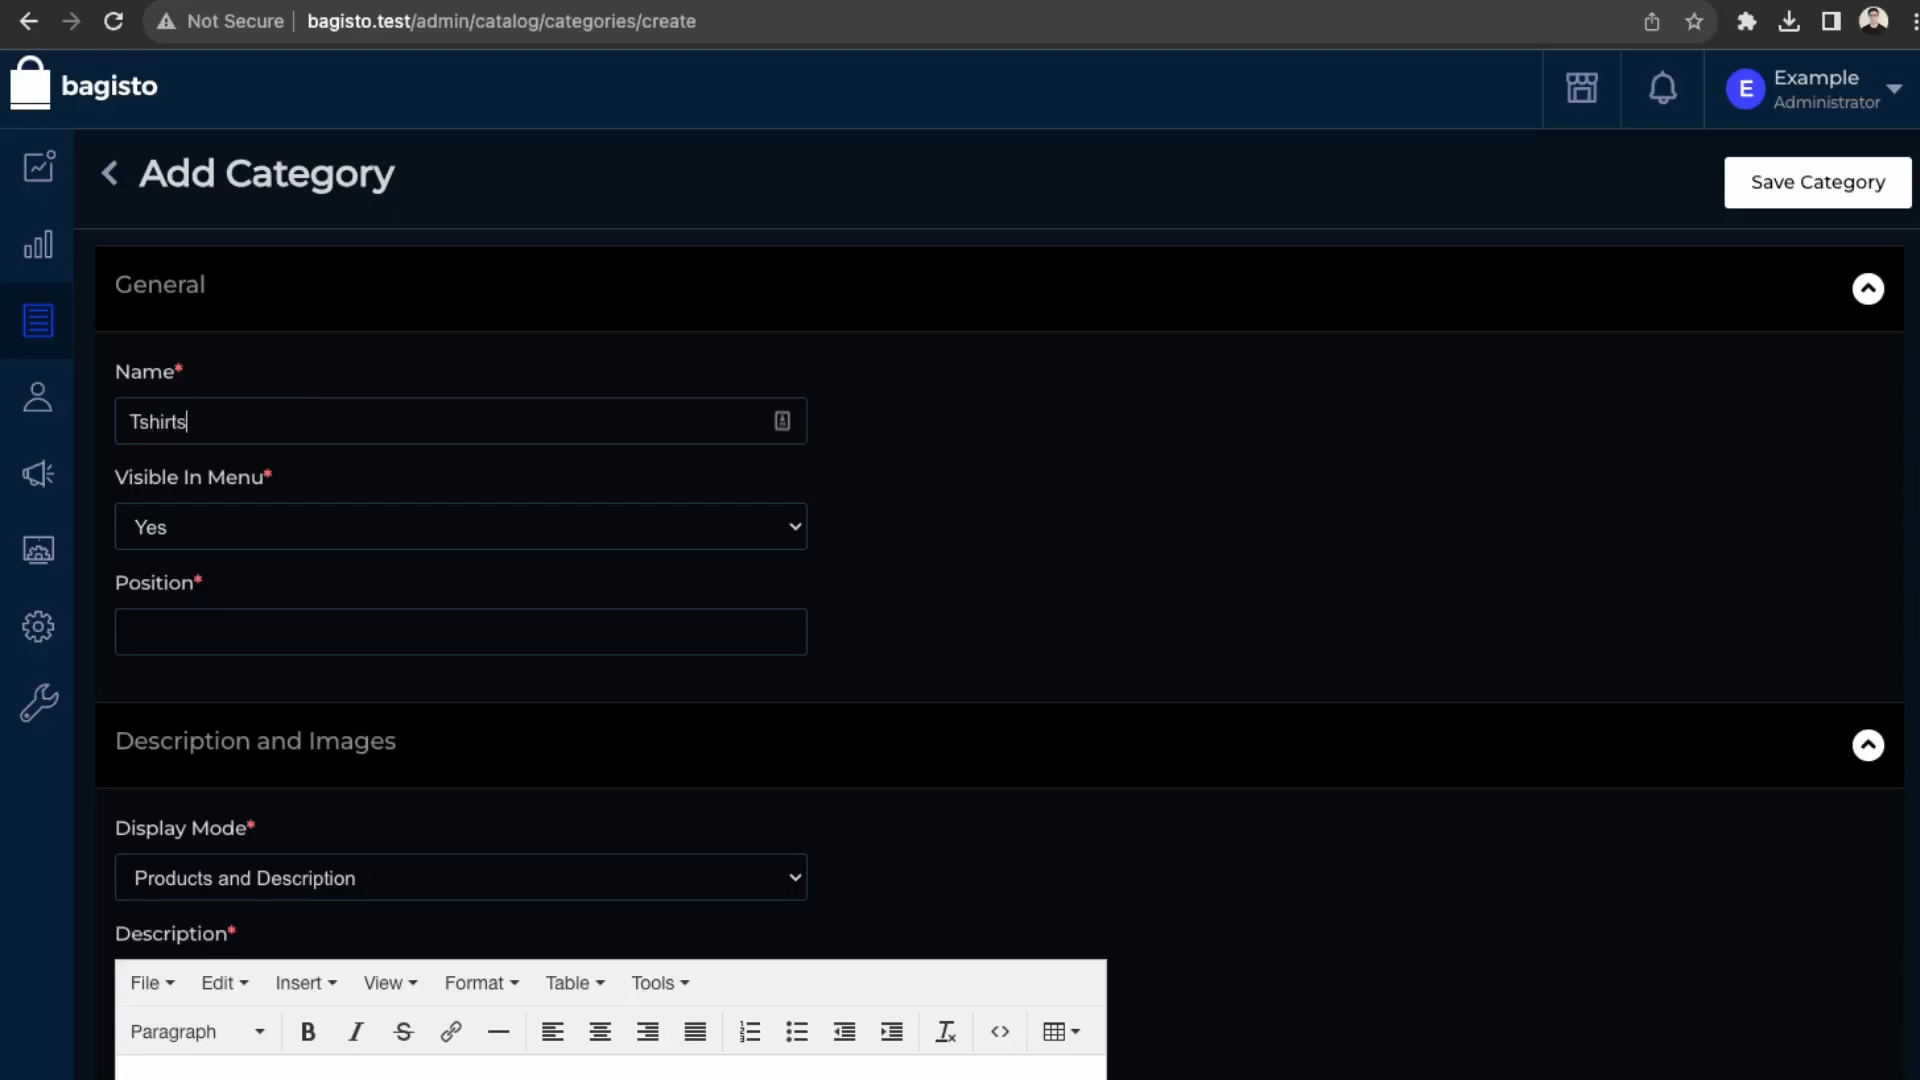 Not Secure bagisto.test/admin/catalog/categories/create
bagisto
E
Example
Administrator
Add Category
Save Category
General
Name*
Tshirts
Visible In Menu*
Yes
Position*
Description and Images
Display Mode*
Products and Description
Description*
File Edit Insert View Format Table Tools
Paragraph